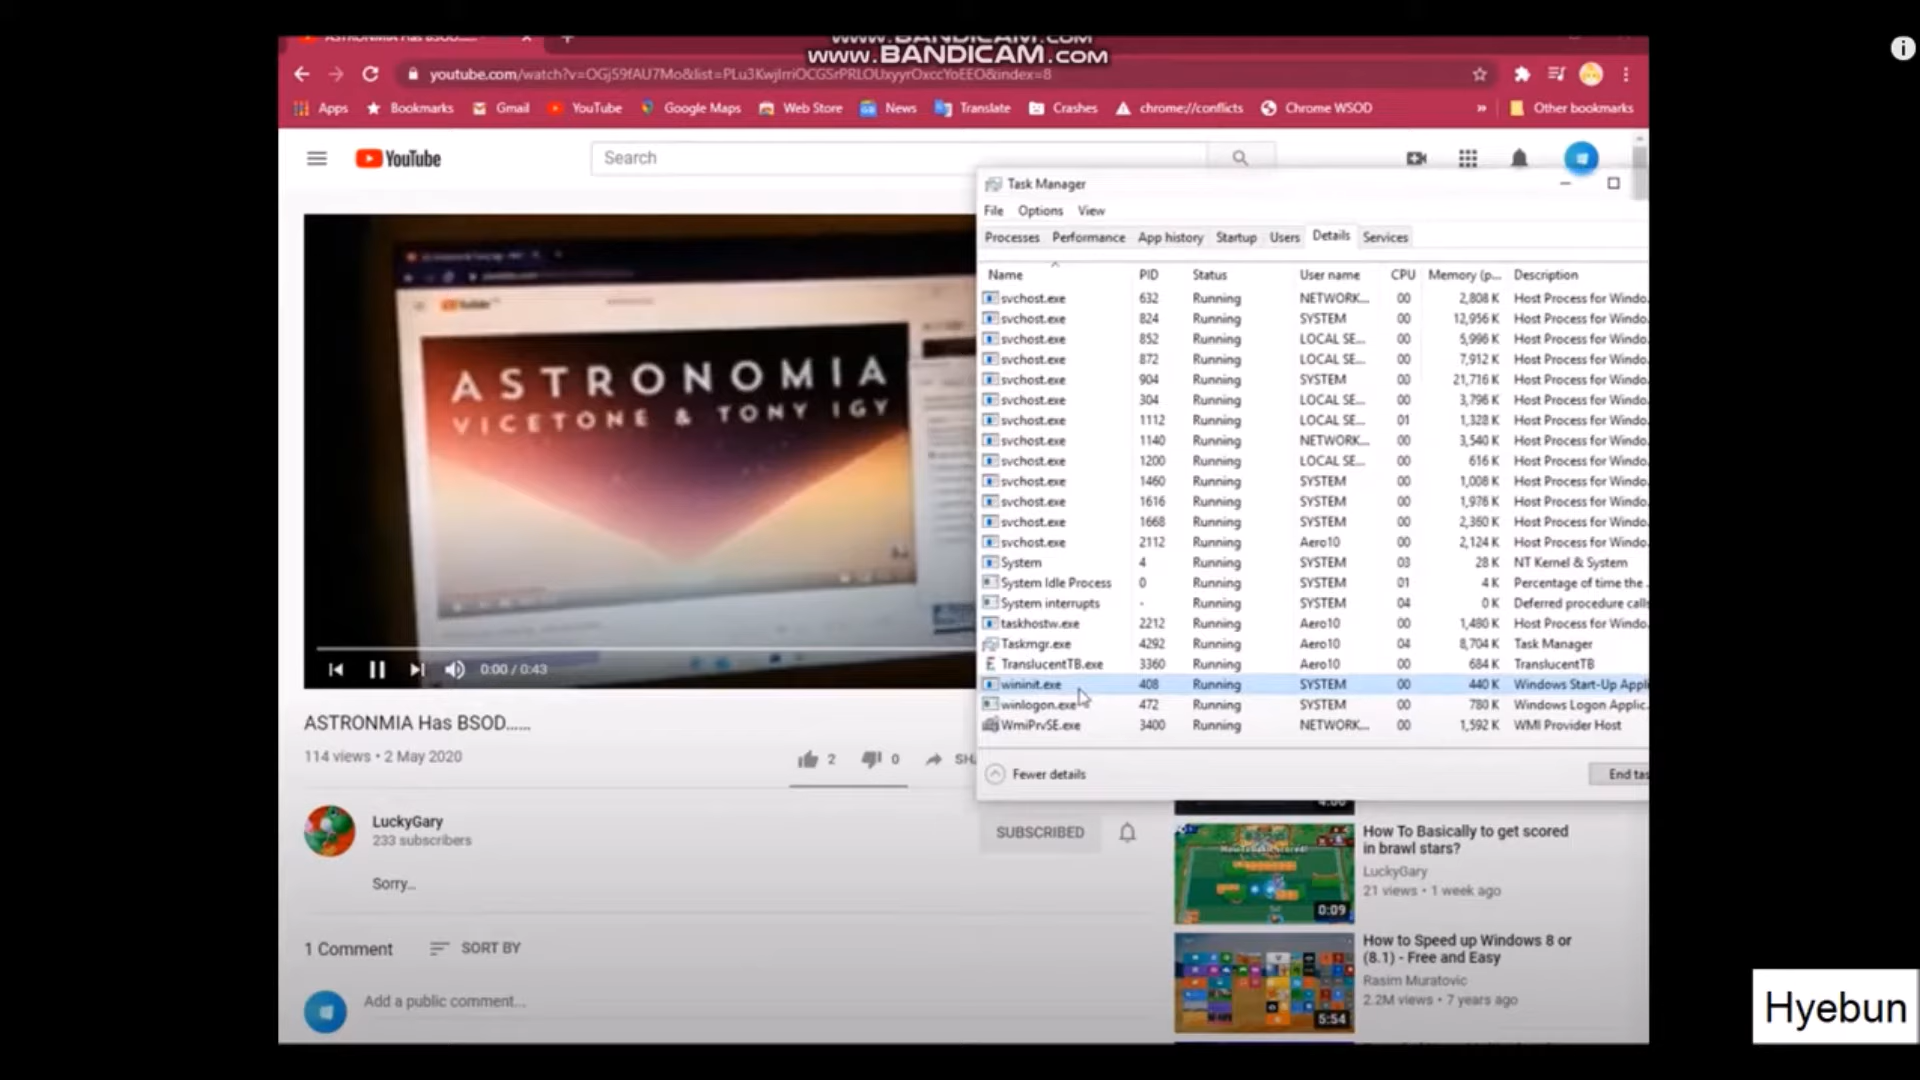 www.BANDICAM.com
www.BANDICAM.com
ASTRONMIA Has BSOD......
youtube.com/watch?v=OGj59fAU7Mo&list=PLu3KwjlrriOCGSrPRLOUxyyrOxccYoEEO&index=8
Apps Bookmarks Gmail YouTube Google Maps Web Store News Translate Crashes chrome://conflicts Chrome WSOD » Other bookmarks
YouTube
Search
Task Manager
File Options View
Processes Performance App history Startup Users Details Services
Name PID Status User name CPU Memory (p... Description
svchost.exe 632 Running NETWORK... 00 2,808 K Host Process for Windo
svchost.exe 824 Running SYSTEM 00 12,956 K Host Process for Windo
svchost.exe 852 Running LOCAL SE... 00 5,996 K Host Process for Windo
svchost.exe 872 Running LOCAL SE... 00 7,912 K Host Process for Windo
svchost.exe 904 Running SYSTEM 00 21,716 K Host Process for Windo
svchost.exe 304 Running LOCAL SE... 00 3,796 K Host Process for Windo
svchost.exe 1112 Running LOCAL SE... 01 1,328 K Host Process for Windo
svchost.exe 1140 Running NETWORK... 00 3,540 K Host Process for Windo
svchost.exe 1200 Running LOCAL SE... 00 616 K Host Process for Windo
svchost.exe 1460 Running SYSTEM 00 1,008 K Host Process for Windo
svchost.exe 1616 Running SYSTEM 00 1,976 K Host Process for Windo
svchost.exe 1668 Running SYSTEM 00 2,360 K Host Process for Windo
svchost.exe 2112 Running Aero10 00 2,124 K Host Process for Windo
System 4 Running SYSTEM 03 28 K NT Kernel & System
System Idle Process 0 Running SYSTEM 01 4 K Percentage of time the
System interrupts - Running SYSTEM 04 0 K Deferred procedure calls
taskhostw.exe 2212 Running Aero10 00 1,480 K Host Process for Windo
Taskmgr.exe 4292 Running Aero10 04 8,704 K Task Manager
TranslucentTB.exe 3360 Running Aero10 00 684 K TranslucentTB
wininit.exe 408 Running SYSTEM 00 440 K Windows Start-Up Appli
winlogon.exe 472 Running SYSTEM 00 780 K Windows Logon Applic...
WmiPrvSE.exe 3400 Running NETWORK... 00 1,592 K WMI Provider Host
Fewer details End tas
ASTRONOMIA
VICETONE & TONY IGY
0:00 / 0:43
ASTRONMIA Has BSOD......
114 views • 2 May 2020 2 0 SHA
LuckyGary
233 subscribers
SUBSCRIBED
Sorry...
1 Comment SORT BY
Add a public comment...
4:00
How To Basically to get scored
in brawl stars?
LuckyGary
21 views • 1 week ago
0:09
How to Speed up Windows 8 or
(8.1) - Free and Easy
Rasim Muratovic
2.2M views • 7 years ago
5:54
Hyebun